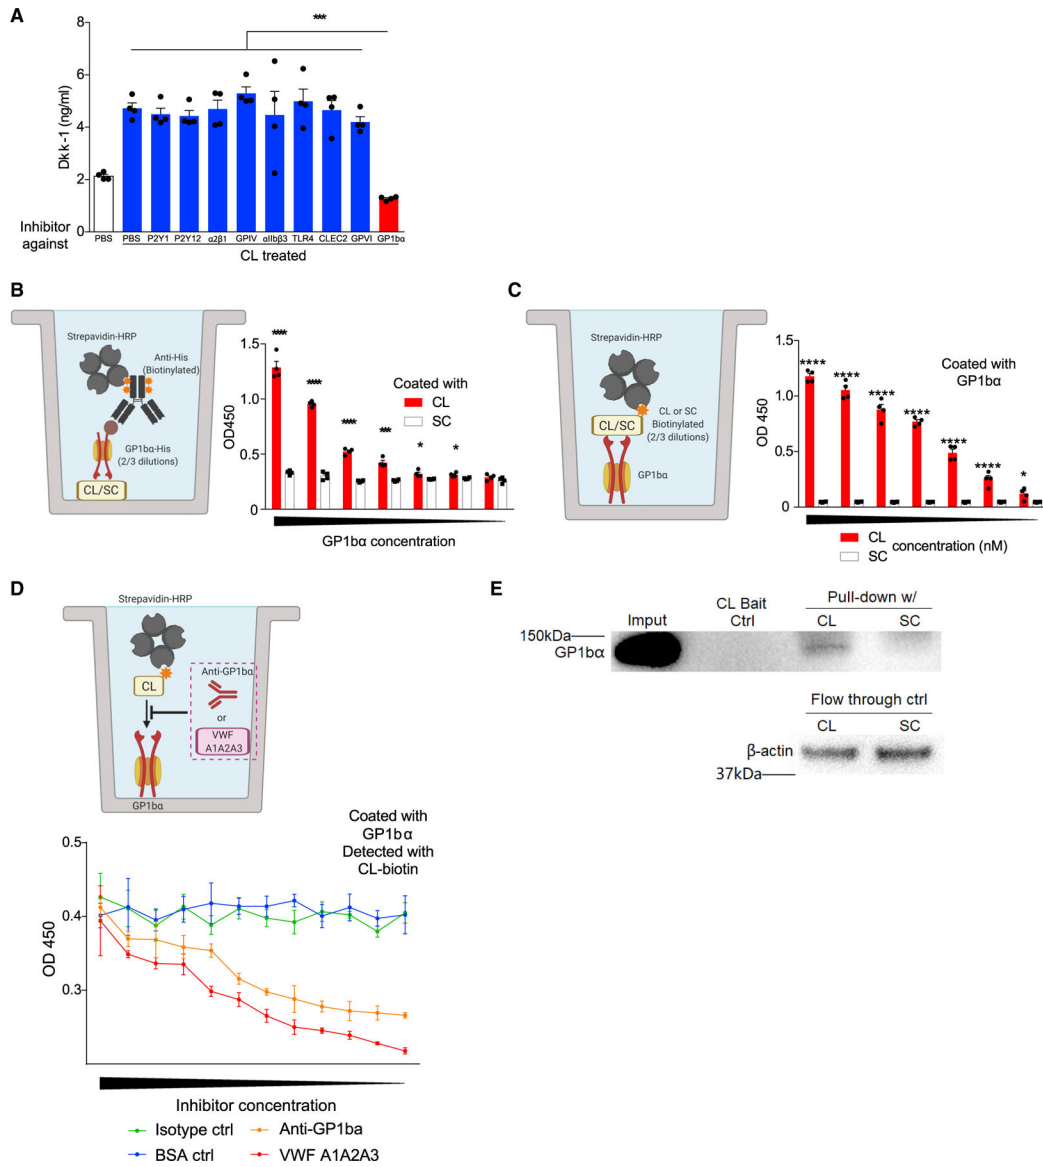 A
***
8
6
4
2
0
Dkk-1 (ng/ml)
Inhibitor
against
PBS
PBS P2Y1 P2Y12 α2β1 GPIV αIIbβ3 TLR4 CLEC2 GPVI GP1bα
CL treated
B
Strepavidin-HRP
Anti-His
(Biotinylated)
GP1bα-His
(2/3 dilutions)
CL/SC
1.5
1.0
0.5
0
OD450
****
****
****
***
*
*
Coated with
CL
SC
GP1bα concentration
C
Strepavidin-HRP
CL or SC
Biotinylated
(2/3 dilutions)
CL/SC
GP1bα
1.5
1.0
0.5
0
OD 450
****
****
****
****
****
****
*
Coated with
GP1bα
CL
SC
concentration (nM)
D
Strepavidin-HRP
CL
Anti-GP1bα
or
VWF
A1A2A3
GP1bα
Coated with
GP1bα
Detected with
CL-biotin
0.5
0.4
0.3
OD 450
Inhibitor concentration
Isotype ctrl
Anti-GP1ba
BSA ctrl
VWF A1A2A3
E
Imput
CL Bait
Ctrl
Pull-down w/
CL SC
150kDa
GP1bα
Flow through ctrl
CL SC
β-actin
37kDa